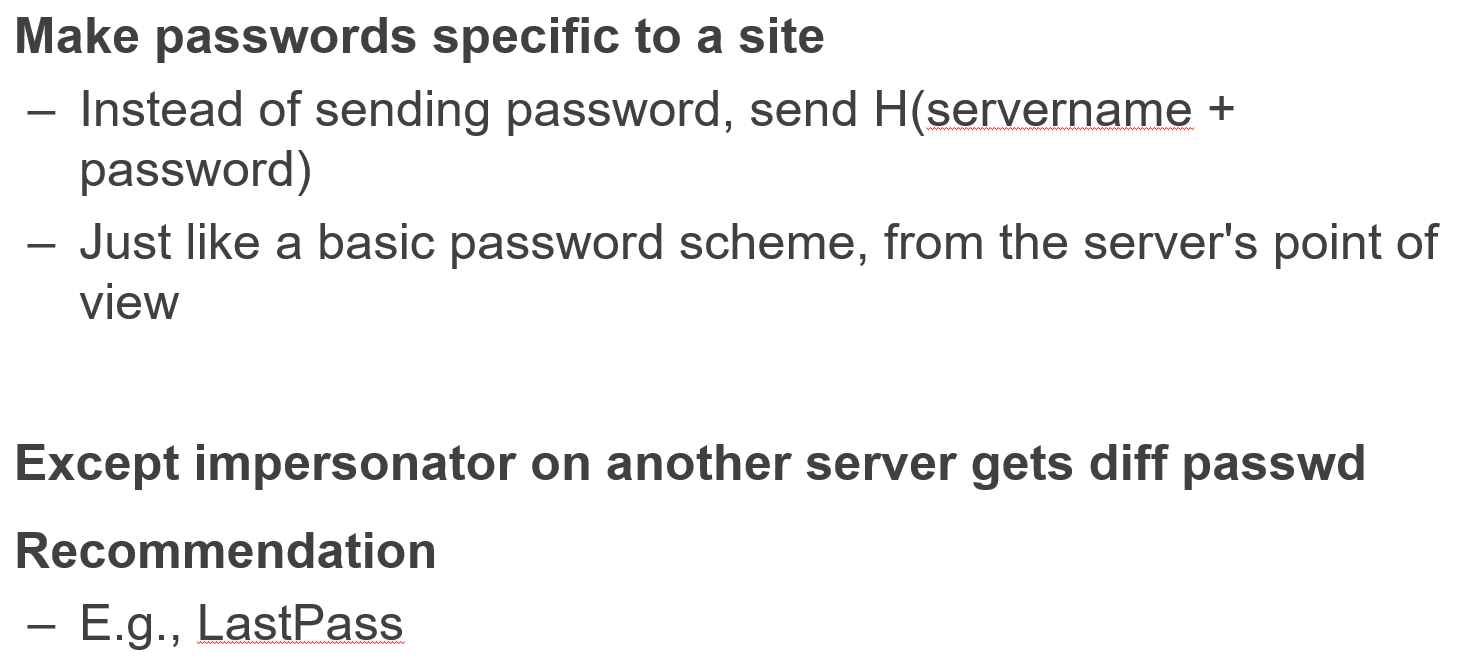 Make passwords specific to a site
– Instead of sending password, send H(servername +
password)
– Just like a basic password scheme, from the server's point of
view
Except impersonator on another server gets diff passwd
Recommendation
– E.g., LastPass